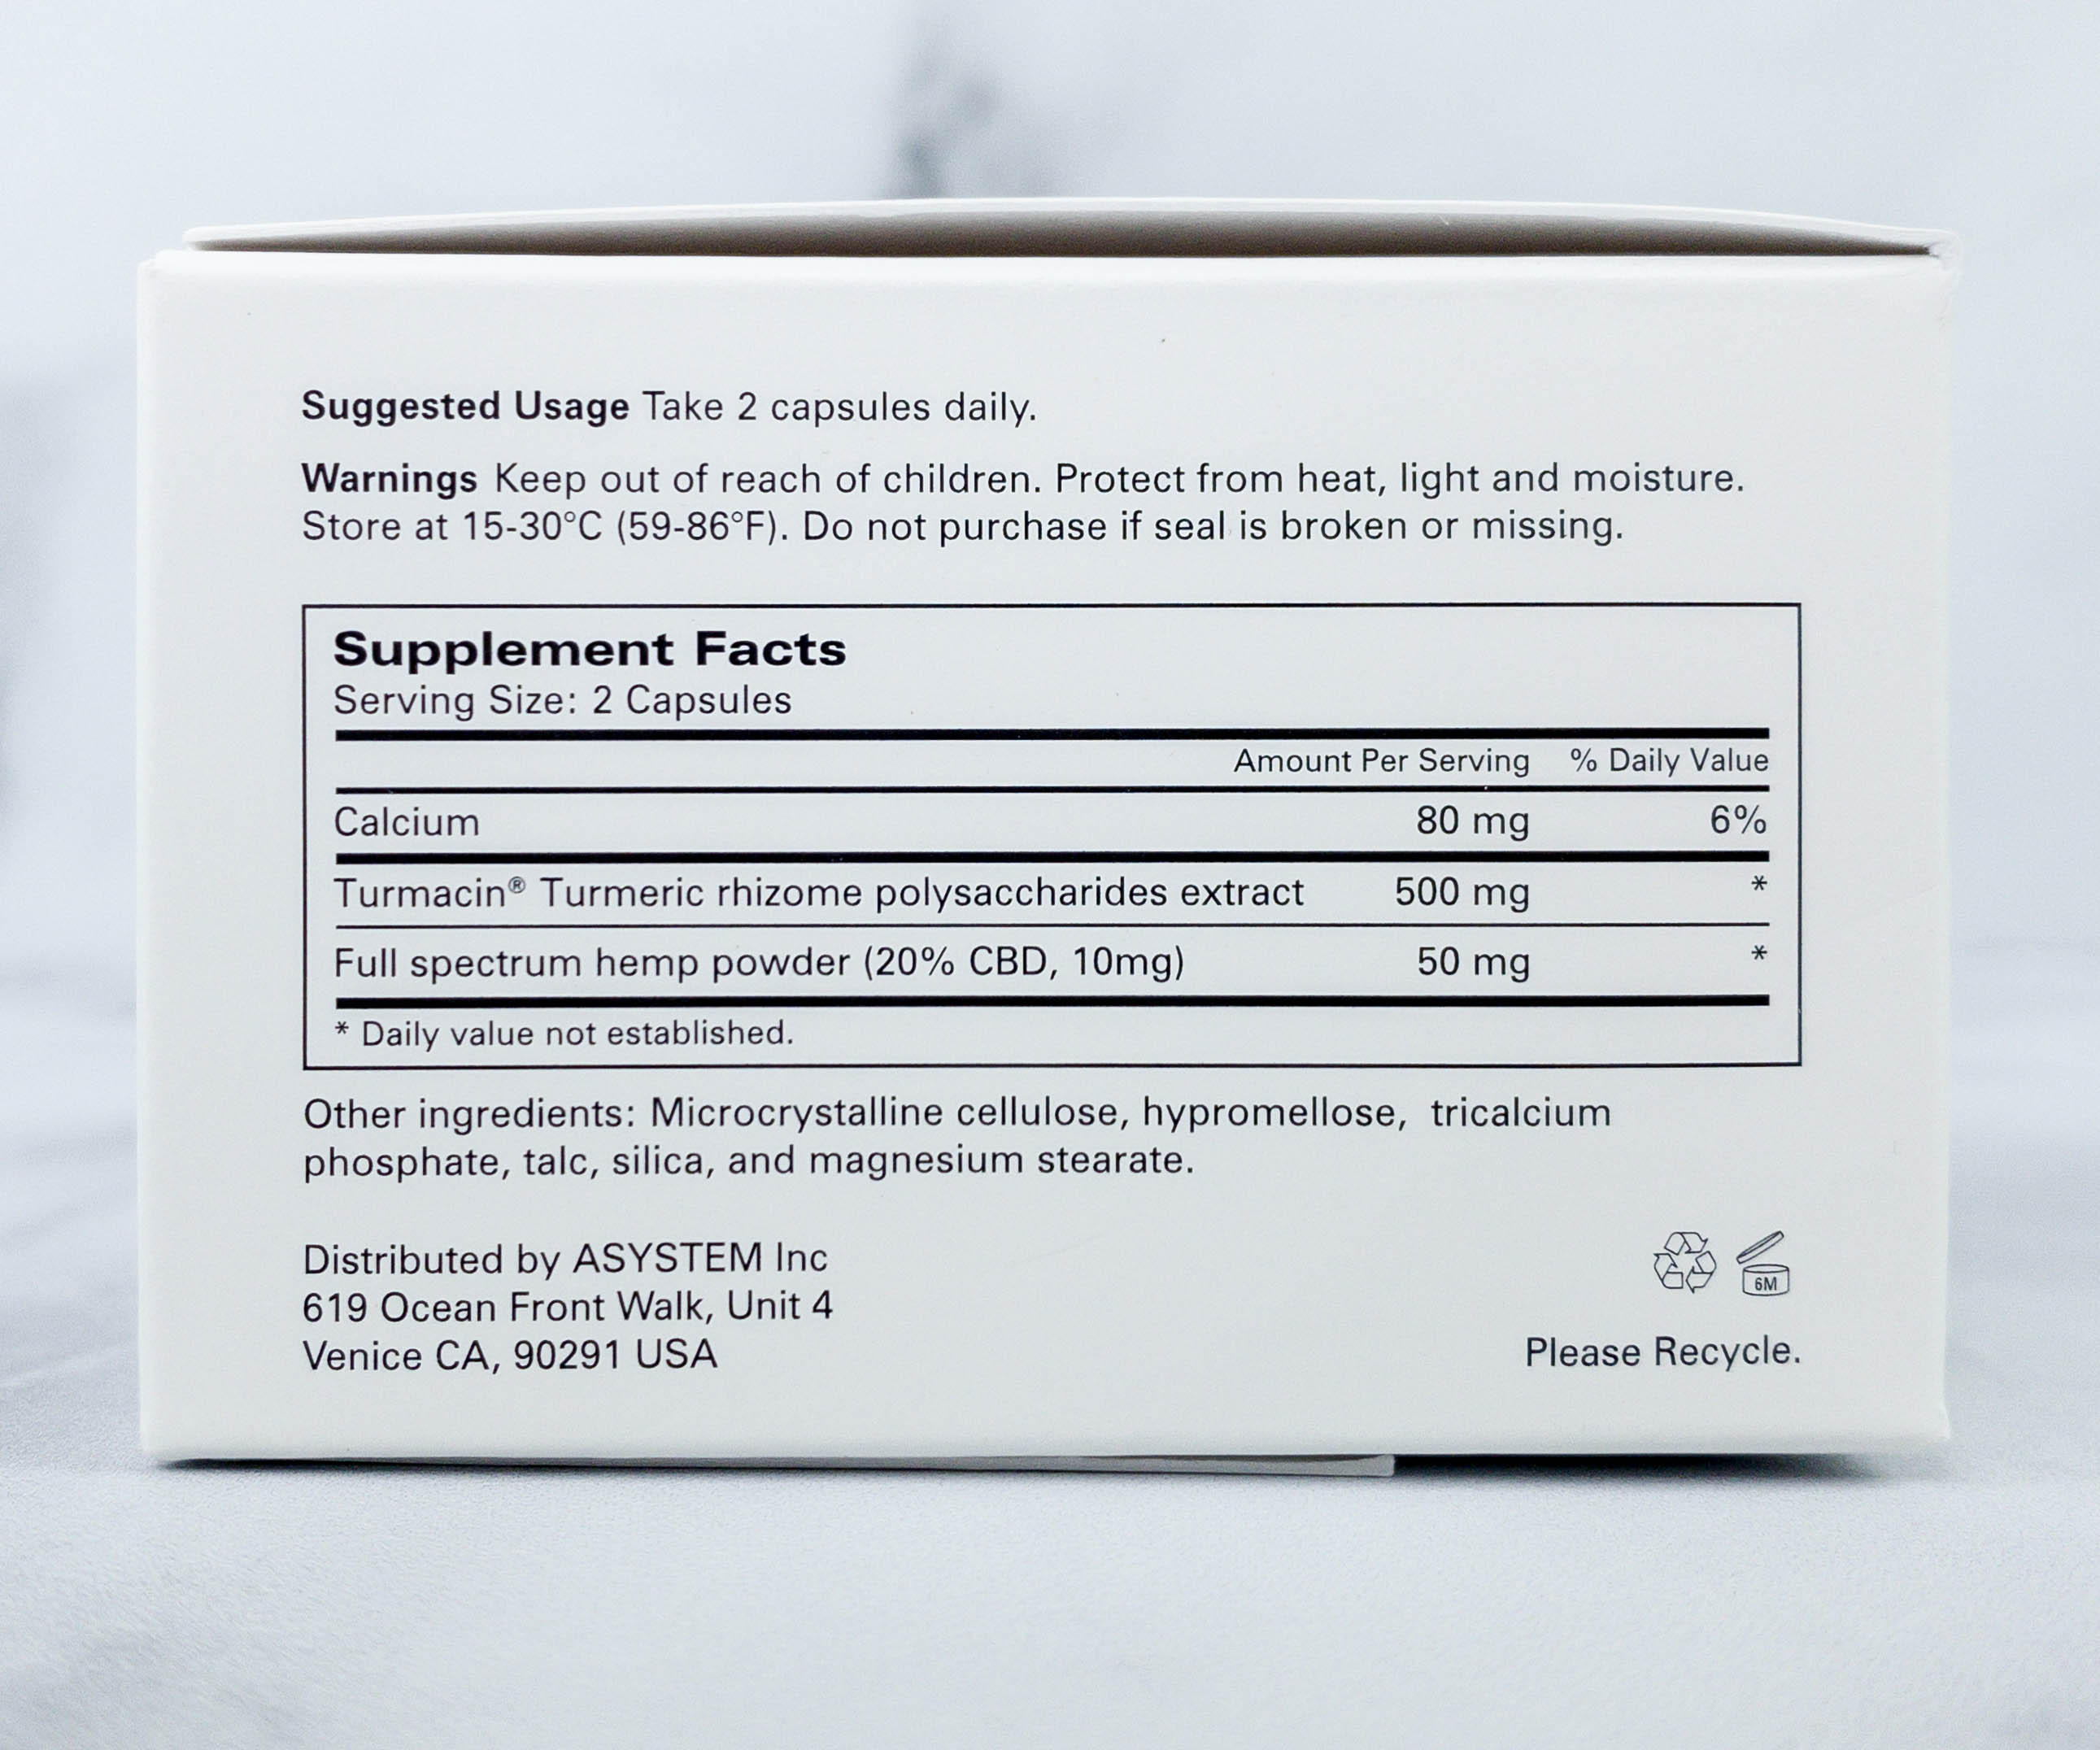 Suggested Usage Take 2 capsules daily.
Warnings Keep out of reach of children. Protect from heat, light and moisture.
Store at 15-30°C (59-86°F). Do not purchase if seal is broken or missing.
Supplement Facts
Serving Size: 2 Capsules
Amount Per Serving % Daily Value
Calcium 80 mg 6%
Turmacin® Turmeric rhizome polysaccharides extract 500 mg *
Full spectrum hemp powder (20% CBD, 10mg) 50 mg *
* Daily value not established.
Other ingredients: Microcrystalline cellulose, hypromellose, tricalcium
phosphate, talc, silica, and magnesium stearate.
Distributed by ASYSTEM Inc
619 Ocean Front Walk, Unit 4
Venice CA, 90291 USA
6M
Please Recycle.